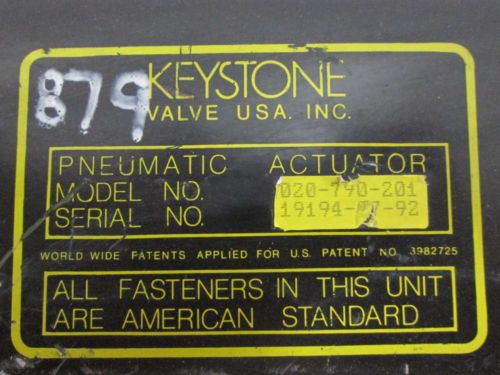 879
KEYSTONE
VALVE USA. INC.
PNEUMATIC ACTUATOR
MODEL NO. 020-790-201
SERIAL NO.
WORLD WIDE PATENTS APPLIED FOR U.S. PATENT NO. 3982725
ALL FASTENERS IN THIS UNIT
ARE AMERICAN STANDARD